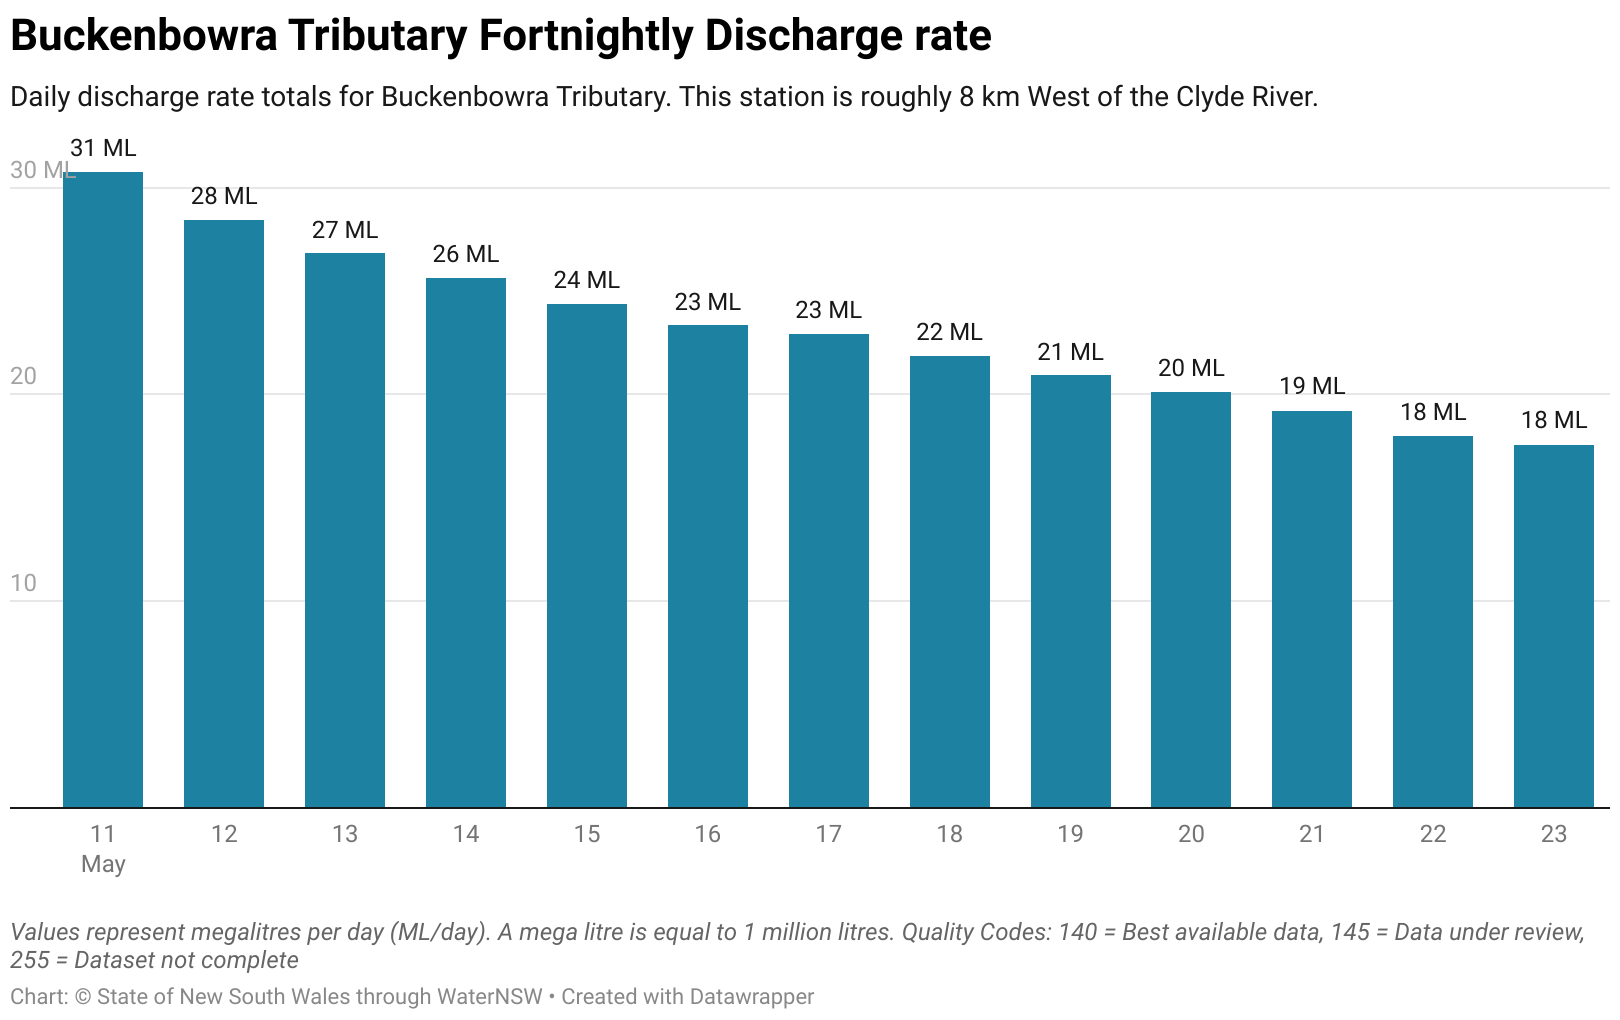 Buckenbowra Tributary Fortnightly Discharge rate
Daily discharge rate totals for Buckenbowra Tributary. This station is roughly 8 km West of the Clyde River.
30 ML
20
10
31 ML
28 ML
27 ML
26 ML
24 ML
23 ML
23 ML
22 ML
21 ML
20 ML
19 ML
18 ML
18 ML
11
May
12
13
14
15
16
17
18
19
20
21
22
23
Values represent megalitres per day (ML/day). A mega litre is equal to 1 million litres. Quality Codes: 140 = Best available data, 145 = Data under review,
255 = Dataset not complete
Chart: © State of New South Wales through WaterNSW • Created with Datawrapper